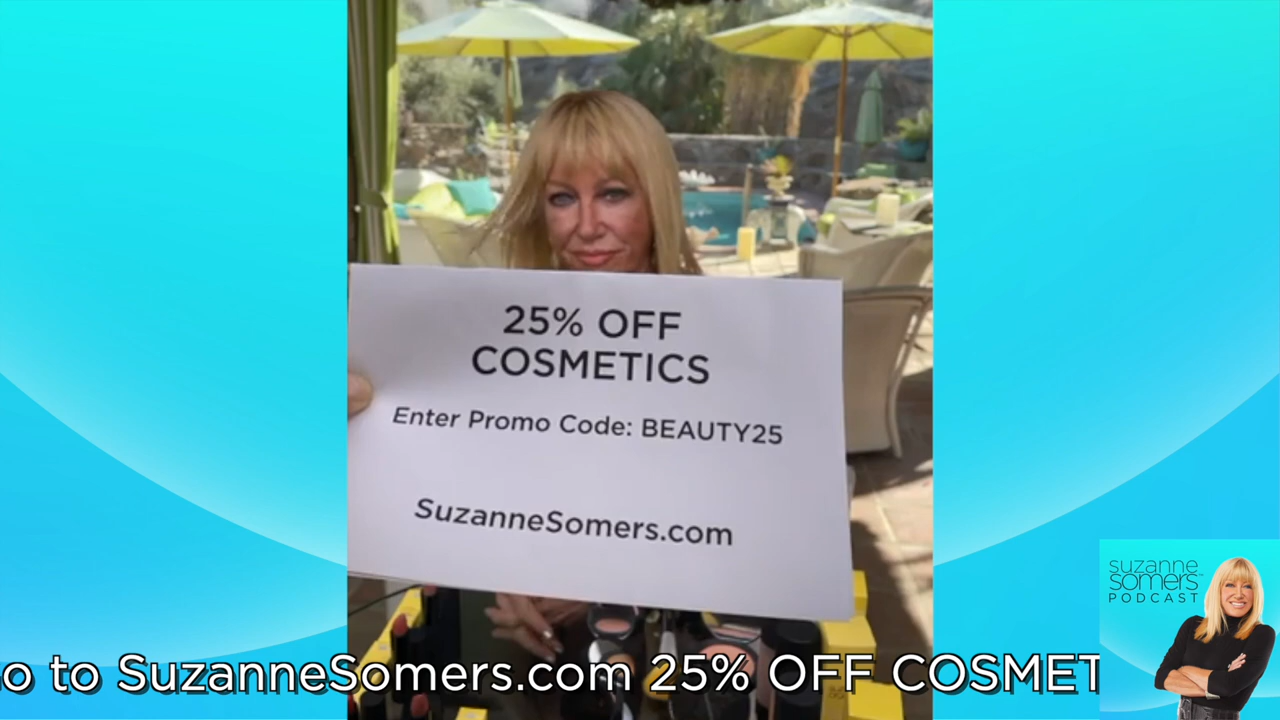 25% OFF
COSMETICS
Enter Promo Code: BEAUTY25
SuzanneSomers.com
suzanne
somers
PODCAST
o to SuzanneSomers.com 25% OFF COSMET